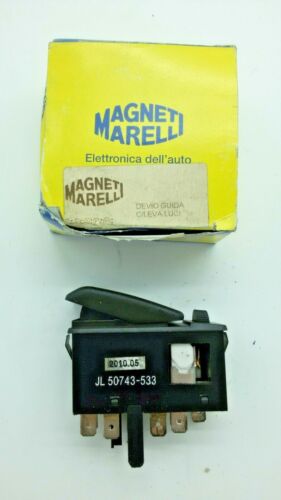 MAGNETI
MARELLI
Elettronica dell'auto
MAGNETI
MARELLI
DEVIO GUIDA
C/LEVA LUCI
2010.05
JL 50743-533